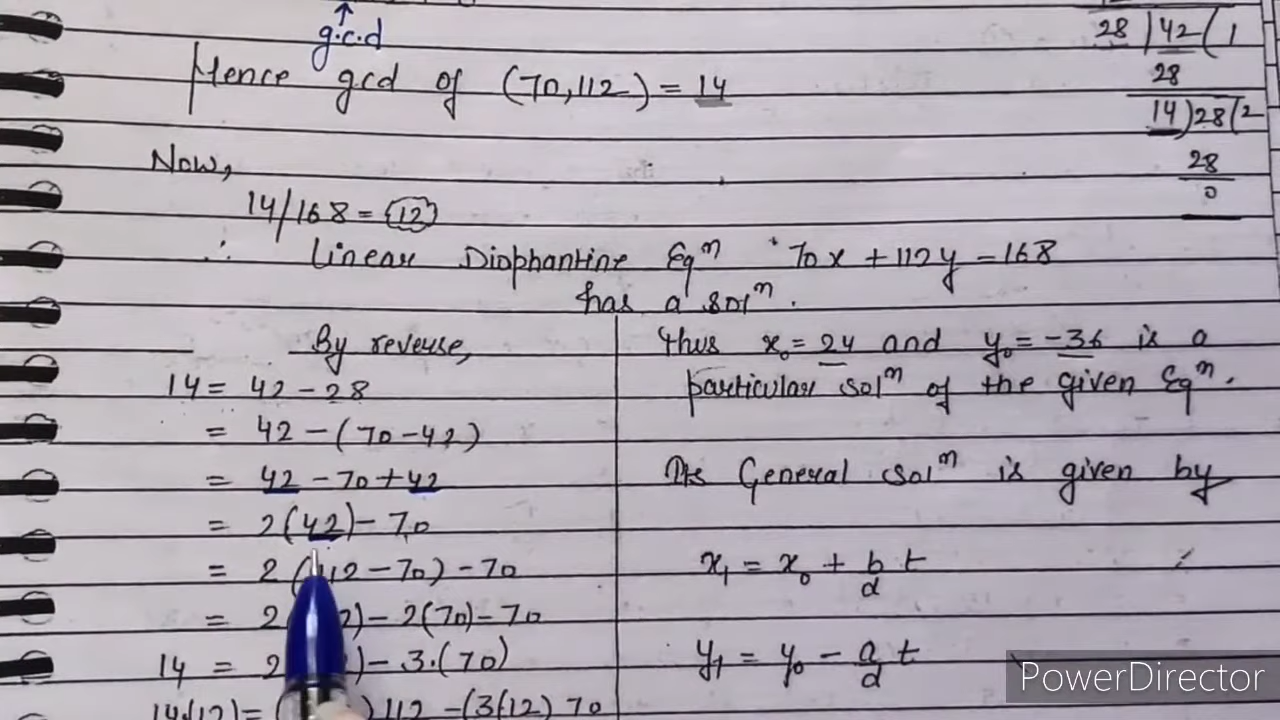 g.c.d
Hence gcd of (70,112) = 14
28 ) 42 ( 1
28
14 ) 28 ( 2
28
0
Now,
14/168 = (12)
∴ Linear Diophantine Eqⁿ 70x + 112y = 168
has a solⁿ.
By reverse,
14 = 42 - 28
= 42 - (70 - 42)
= 42 - 70 + 42
= 2(42) - 70
= 2 (112 - 70) - 70
= 2 2) - 2(70) - 70
14 = 2 ) - 3.(70)
14.(12) = ( ) 112 - (3(12) 70
Thus x₀ = 24 and y₀ = -36 is a
particular solⁿ of the given Eqⁿ.
Its General solⁿ is given by
x₁ = x₀ + b/d t
y₁ = y₀ - a/d t
PowerDirector